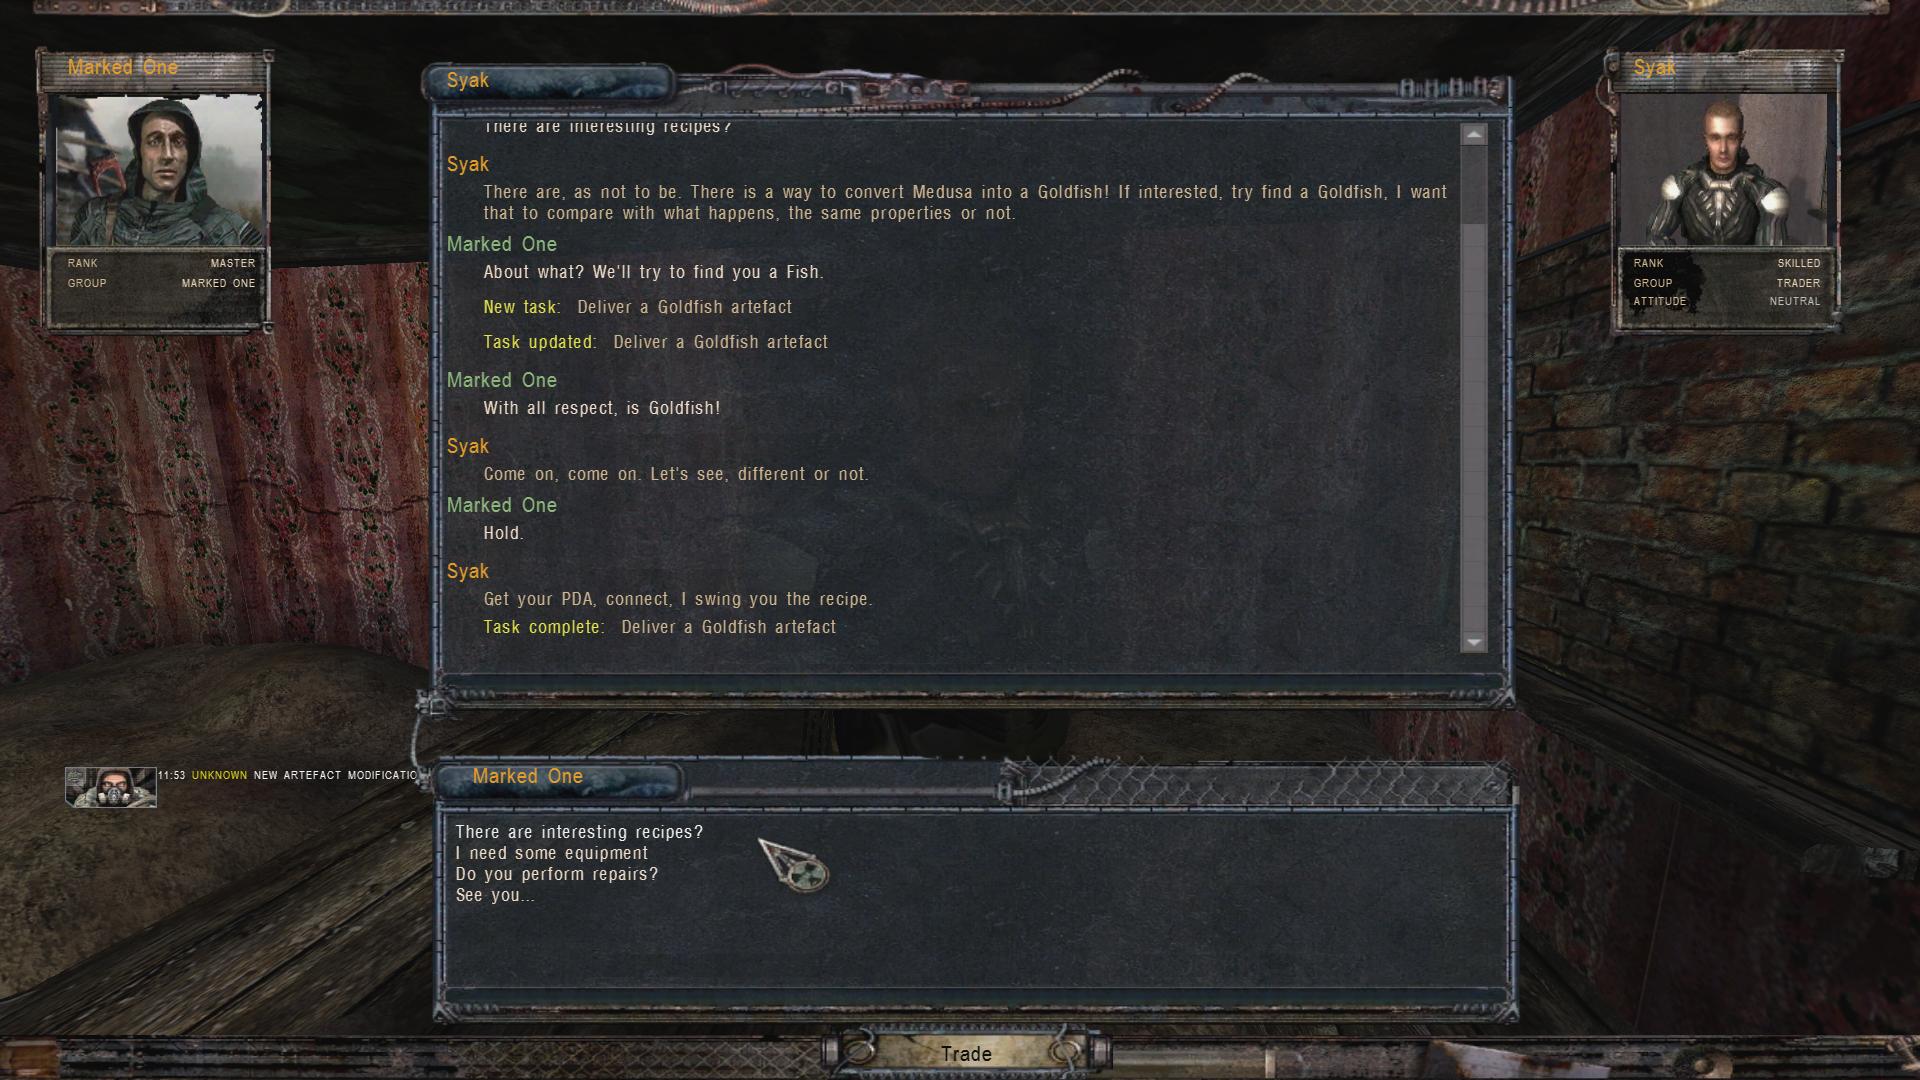 Marked One
RANK MASTER
GROUP MARKED ONE
Syak
There are interesting recipes?
Syak
There are, as not to be. There is a way to convert Medusa into a Goldfish! If interested, try find a Goldfish, I want
that to compare with what happens, the same properties or not.
Marked One
About what? We'll try to find you a Fish.
New task: Deliver a Goldfish artefact
Task updated: Deliver a Goldfish artefact
Marked One
With all respect, is Goldfish!
Syak
Come on, come on. Let's see, different or not.
Marked One
Hold.
Syak
Get your PDA, connect, I swing you the recipe.
Task complete: Deliver a Goldfish artefact
Syak
RANK SKILLED
GROUP TRADER
ATTITUDE NEUTRAL
11:53 UNKNOWN NEW ARTEFACT MODIFICATIO
Marked One
There are interesting recipes?
I need some equipment
Do you perform repairs?
See you...
Trade